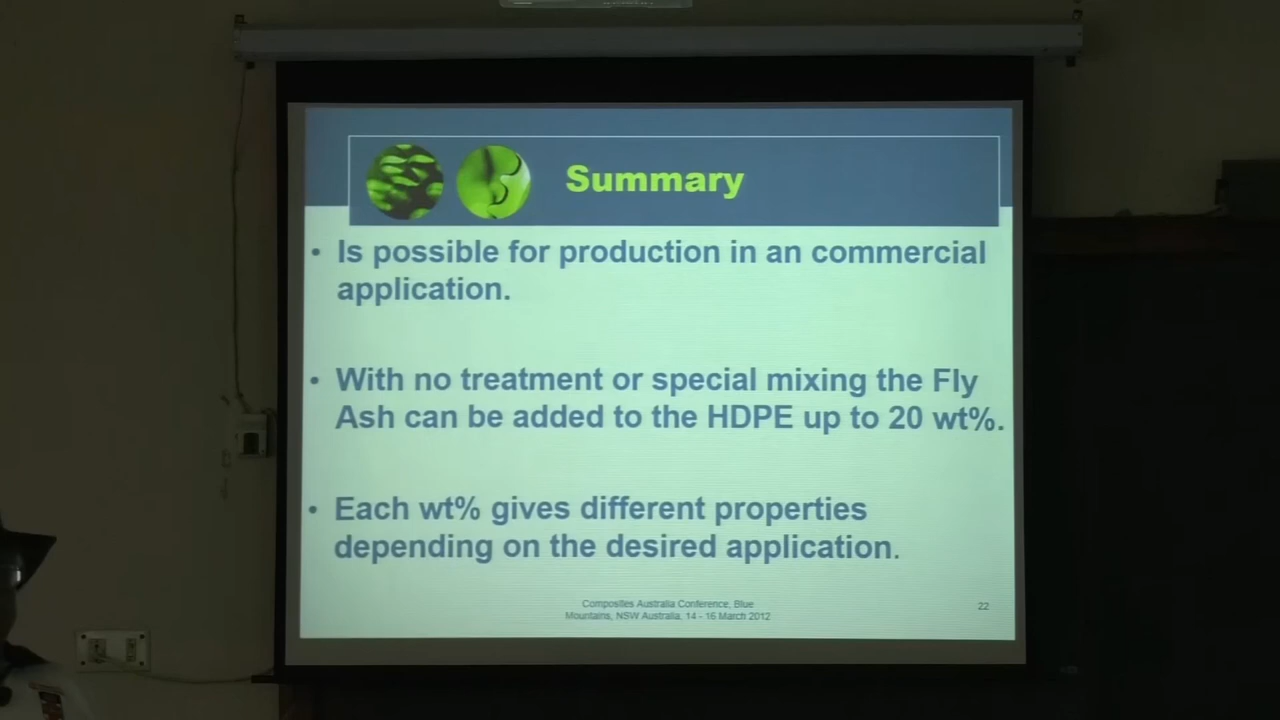 Summary
• Is possible for production in an commercial
application.
• With no treatment or special mixing the Fly
Ash can be added to the HDPE up to 20 wt%.
• Each wt% gives different properties
depending on the desired application.
Composites Australia Conference, Blue
Mountains, NSW Australia, 14 - 16 March 2012
22